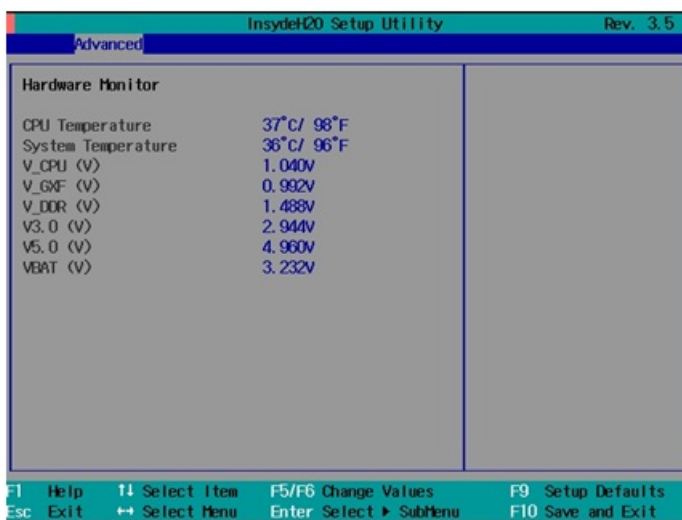 InsydeH2O Setup Utility Rev. 3.5
Advanced
Hardware Monitor
CPU Temperature 37°C/ 98°F
System Temperature 36°C/ 96°F
V_CPU (V) 1.040V
V_GXF (V) 0.992V
V_DDR (V) 1.488V
V3.0 (V) 2.944V
V5.0 (V) 4.960V
VBAT (V) 3.232V
F1 Help ↑↓ Select Item F5/F6 Change Values F9 Setup Defaults
Esc Exit ↔ Select Menu Enter Select ▶ SubMenu F10 Save and Exit